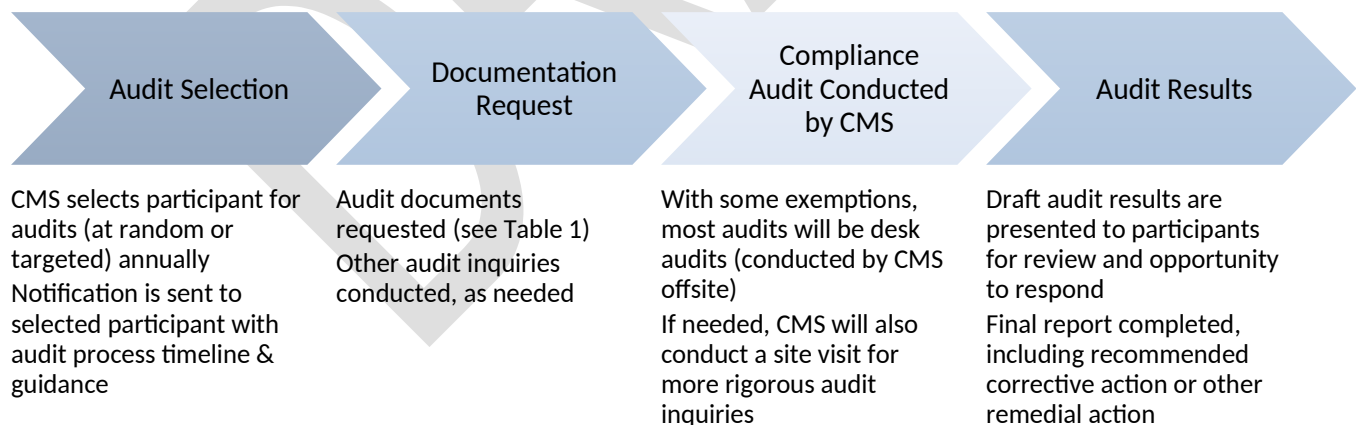 Audit Selection
Documentation
Request
Compliance
Audit Conducted
by CMS
Audit Results
CMS selects participant for
audits (at random or
targeted) annually
Notification is sent to
selected participant with
audit process timeline &
guidance
Audit documents
requested (see Table 1)
Other audit inquiries
conducted, as needed
With some exemptions,
most audits will be desk
audits (conducted by CMS
offsite)
If needed, CMS will also
conduct a site visit for
more rigorous audit
inquiries
Draft audit results are
presented to participants
for review and opportunity
to respond
Final report completed,
including recommended
corrective action or other
remedial action